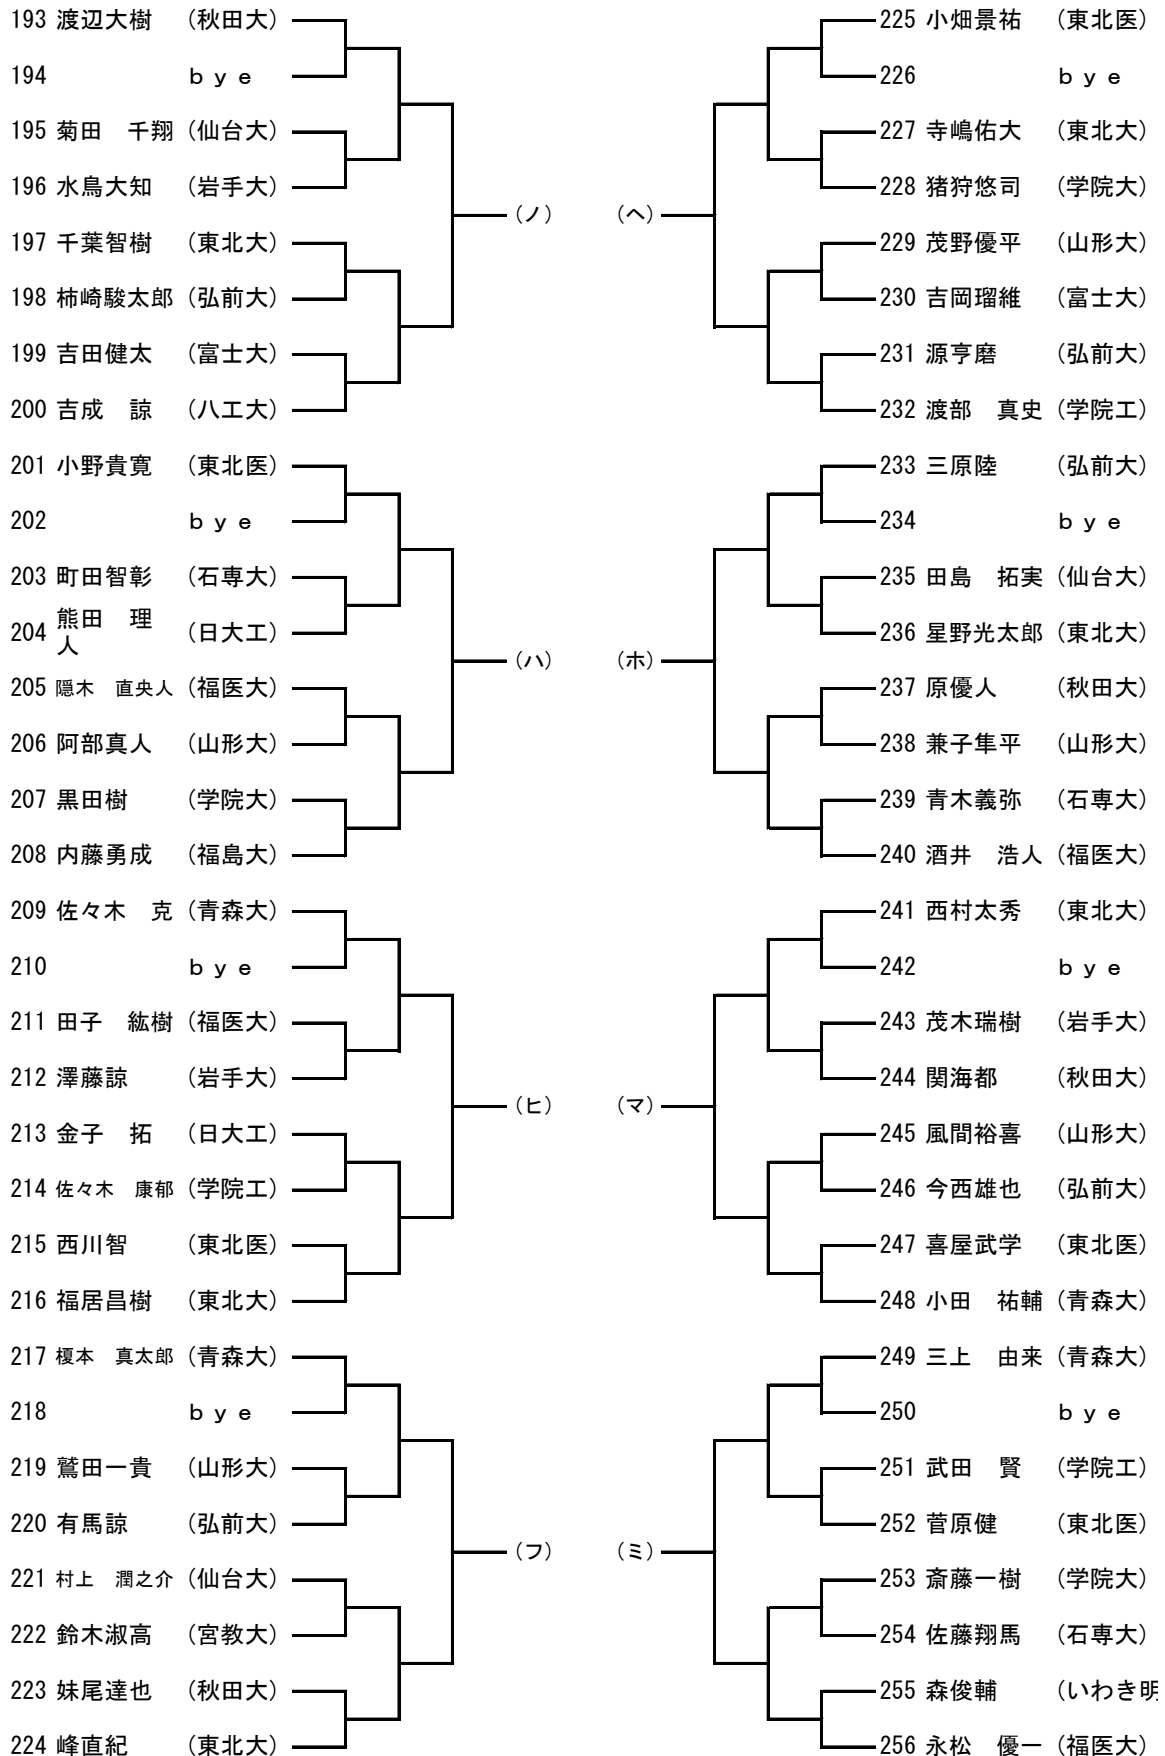 193 渡辺大樹 （秋田大）
194 ｂｙｅ
195 菊田　千翔（仙台大）
196 水鳥大知 （岩手大）
（ノ）
197 千葉智樹 （東北大）
198 柿崎駿太郎（弘前大）
199 吉田健太 （富士大）
200 吉成　諒 （八工大）
201 小野貴寛 （東北医）
202 ｂｙｅ
203 町田智彰 （石専大）
204 熊田　理
人 （日大工）
（ハ）
205 隠木　直央人（福医大）
206 阿部真人 （山形大）
207 黒田樹 （学院大）
208 内藤勇成 （福島大）
209 佐々木　克（青森大）
210 ｂｙｅ
211 田子　紘樹（福医大）
212 澤藤諒 （岩手大）
（ヒ）
213 金子　拓 （日大工）
214 佐々木　康郁（学院工）
215 西川智 （東北医）
216 福居昌樹 （東北大）
217 榎本　真太郎（青森大）
218 ｂｙｅ
219 鷲田一貴 （山形大）
220 有馬諒 （弘前大）
（フ）
221 村上　潤之介（仙台大）
222 鈴木淑高 （宮教大）
223 妹尾達也 （秋田大）
224 峰直紀 （東北大）
225 小畑景祐 （東北医）
226 ｂｙｅ
227 寺嶋佑大 （東北大）
228 猪狩悠司 （学院大）
（ヘ）
229 茂野優平 （山形大）
230 吉岡瑠維 （富士大）
231 源亨磨 （弘前大）
232 渡部　真史（学院工）
233 三原陸 （弘前大）
234 ｂｙｅ
235 田島　拓実（仙台大）
236 星野光太郎（東北大）
（ホ）
237 原優人 （秋田大）
238 兼子隼平 （山形大）
239 青木義弥 （石専大）
240 酒井　浩人（福医大）
241 西村太秀 （東北大）
242 ｂｙｅ
243 茂木瑞樹 （岩手大）
244 関海都 （秋田大）
（マ）
245 風間裕喜 （山形大）
246 今西雄也 （弘前大）
247 喜屋武学 （東北医）
248 小田　祐輔（青森大）
249 三上　由来（青森大）
250 ｂｙｅ
251 武田　賢 （学院工）
252 菅原健 （東北医）
（ミ）
253 斎藤一樹 （学院大）
254 佐藤翔馬 （石専大）
255 森俊輔 （いわき明
256 永松　優一（福医大）